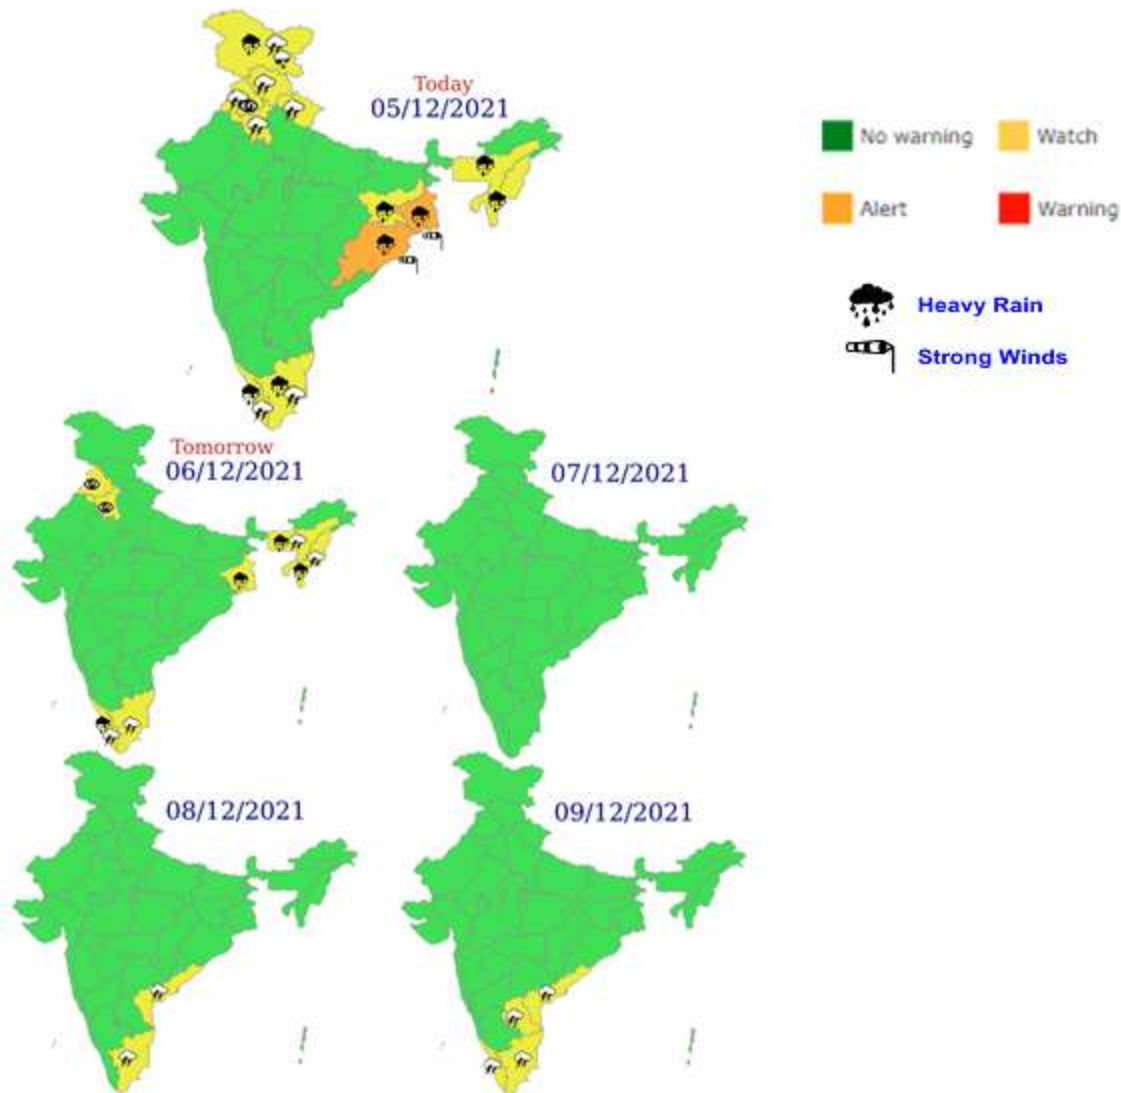 Today
05/12/2021
No warning
Watch
Alert
Warning
Heavy Rain
Strong Winds
Tomorrow
06/12/2021
07/12/2021
08/12/2021
09/12/2021